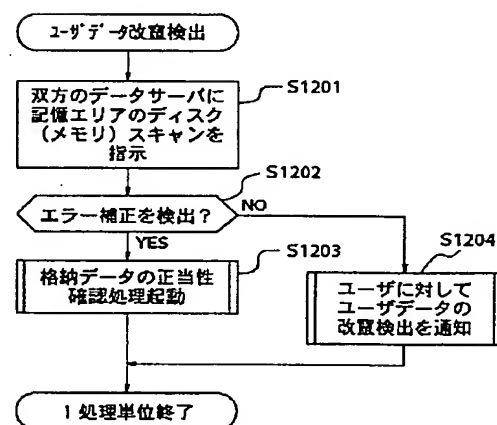 ユーザデータ改竄検出
双方のデータサーバに
記憶エリアのディスク
(メモリ)スキャンを
指示
S1201
エラー補正を検出?
S1202
NO
YES
格納データの正当性
確認処理起動
S1203
ユーザに対して
ユーザデータの
改竄検出を通知
S1204
1処理単位終了